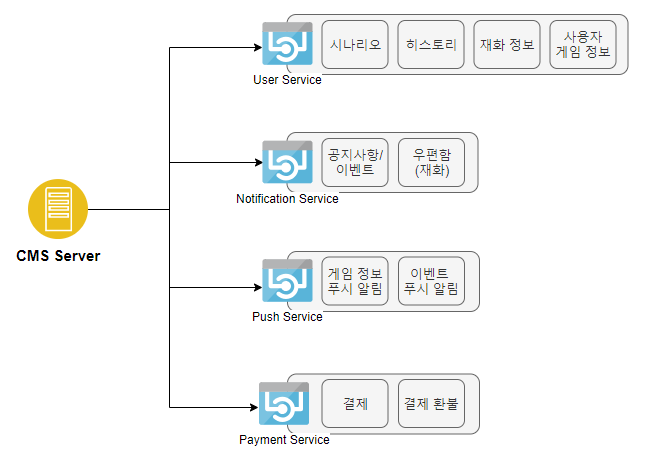 시나리오
히스토리
재화 정보
사용자
게임 정보
User Service
공지사항/
이벤트
우편함
(재화)
Notification Service
CMS Server
게임 정보
푸시 알림
이벤트
푸시 알림
Push Service
결제
결제 환불
Payment Service